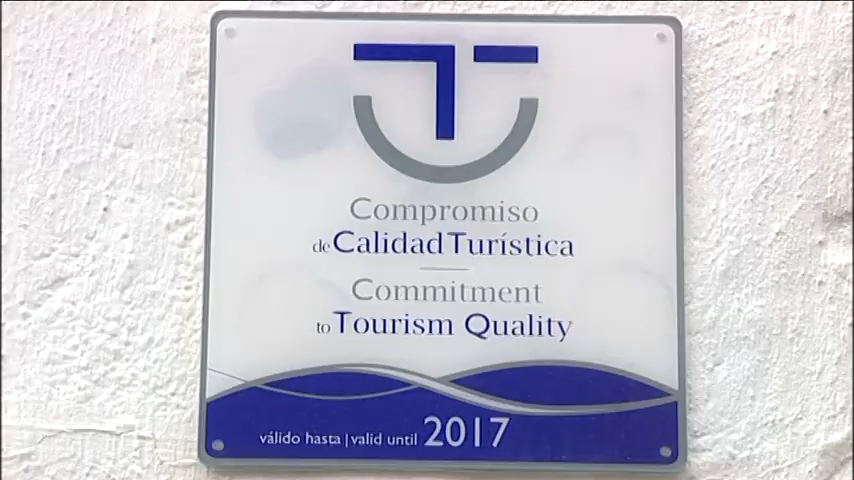 Compromiso
de Calidad Turística
Commitment
to Tourism Quality
válido hasta | valid until 2017